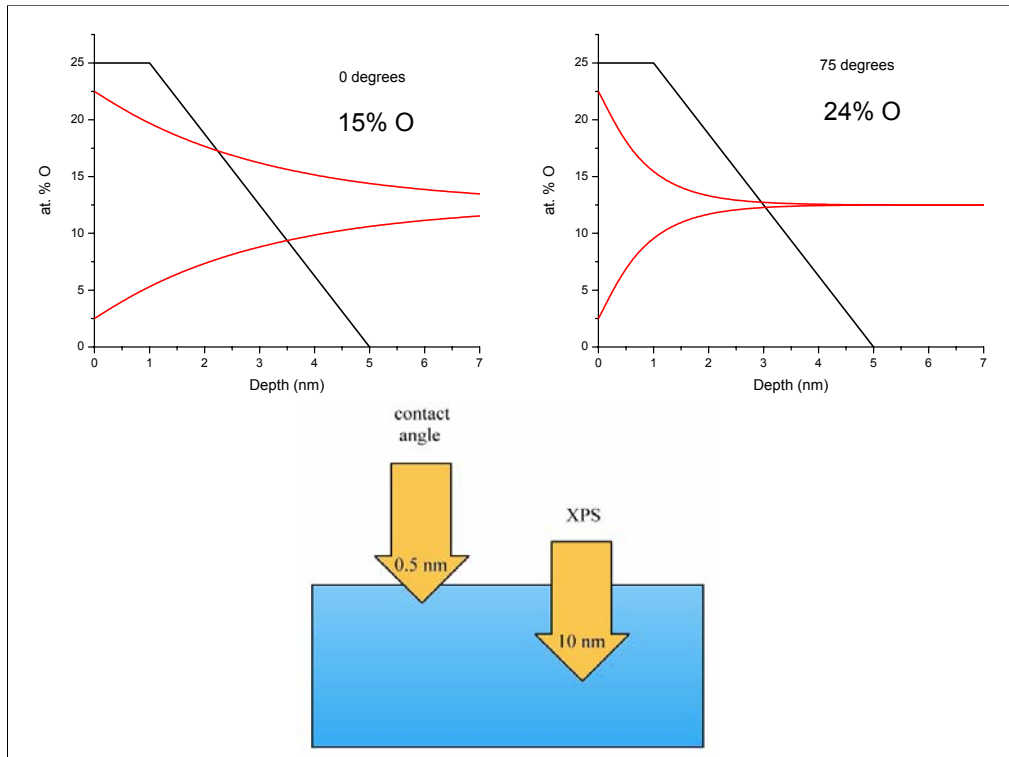 25
20
15
10
5
0
at. % O
0 degrees
15% O
0 1 2 3 4 5 6 7
Depth (nm)
25
20
15
10
5
0
at. % O
75 degrees
24% O
0 1 2 3 4 5 6 7
Depth (nm)
contact
angle
0.5 nm
XPS
10 nm